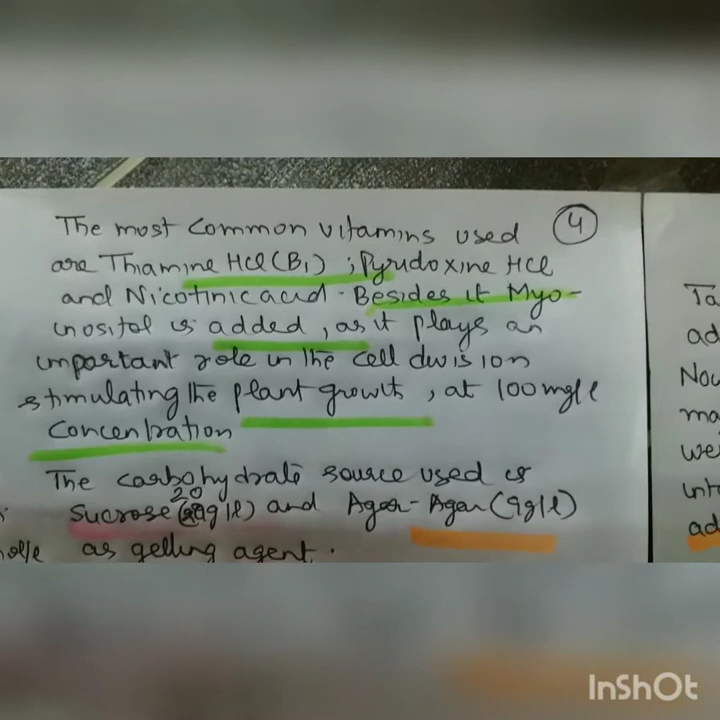 The most common vitamins used
4
are Thiamine HCl (B1) ; Pyridoxine HCl
and Nicotinic acid. Besides it Myo-
inositol is added, as it plays an
important role in the cell division
stimulating the plant growth, at 100mg/l
concentration
The carbohydrate source used is
20
Sucrose g/l) and Agar-Agar (9g/l)
as gelling agent.
Ta
ad
Now
ma
we
into
ad
InShOt